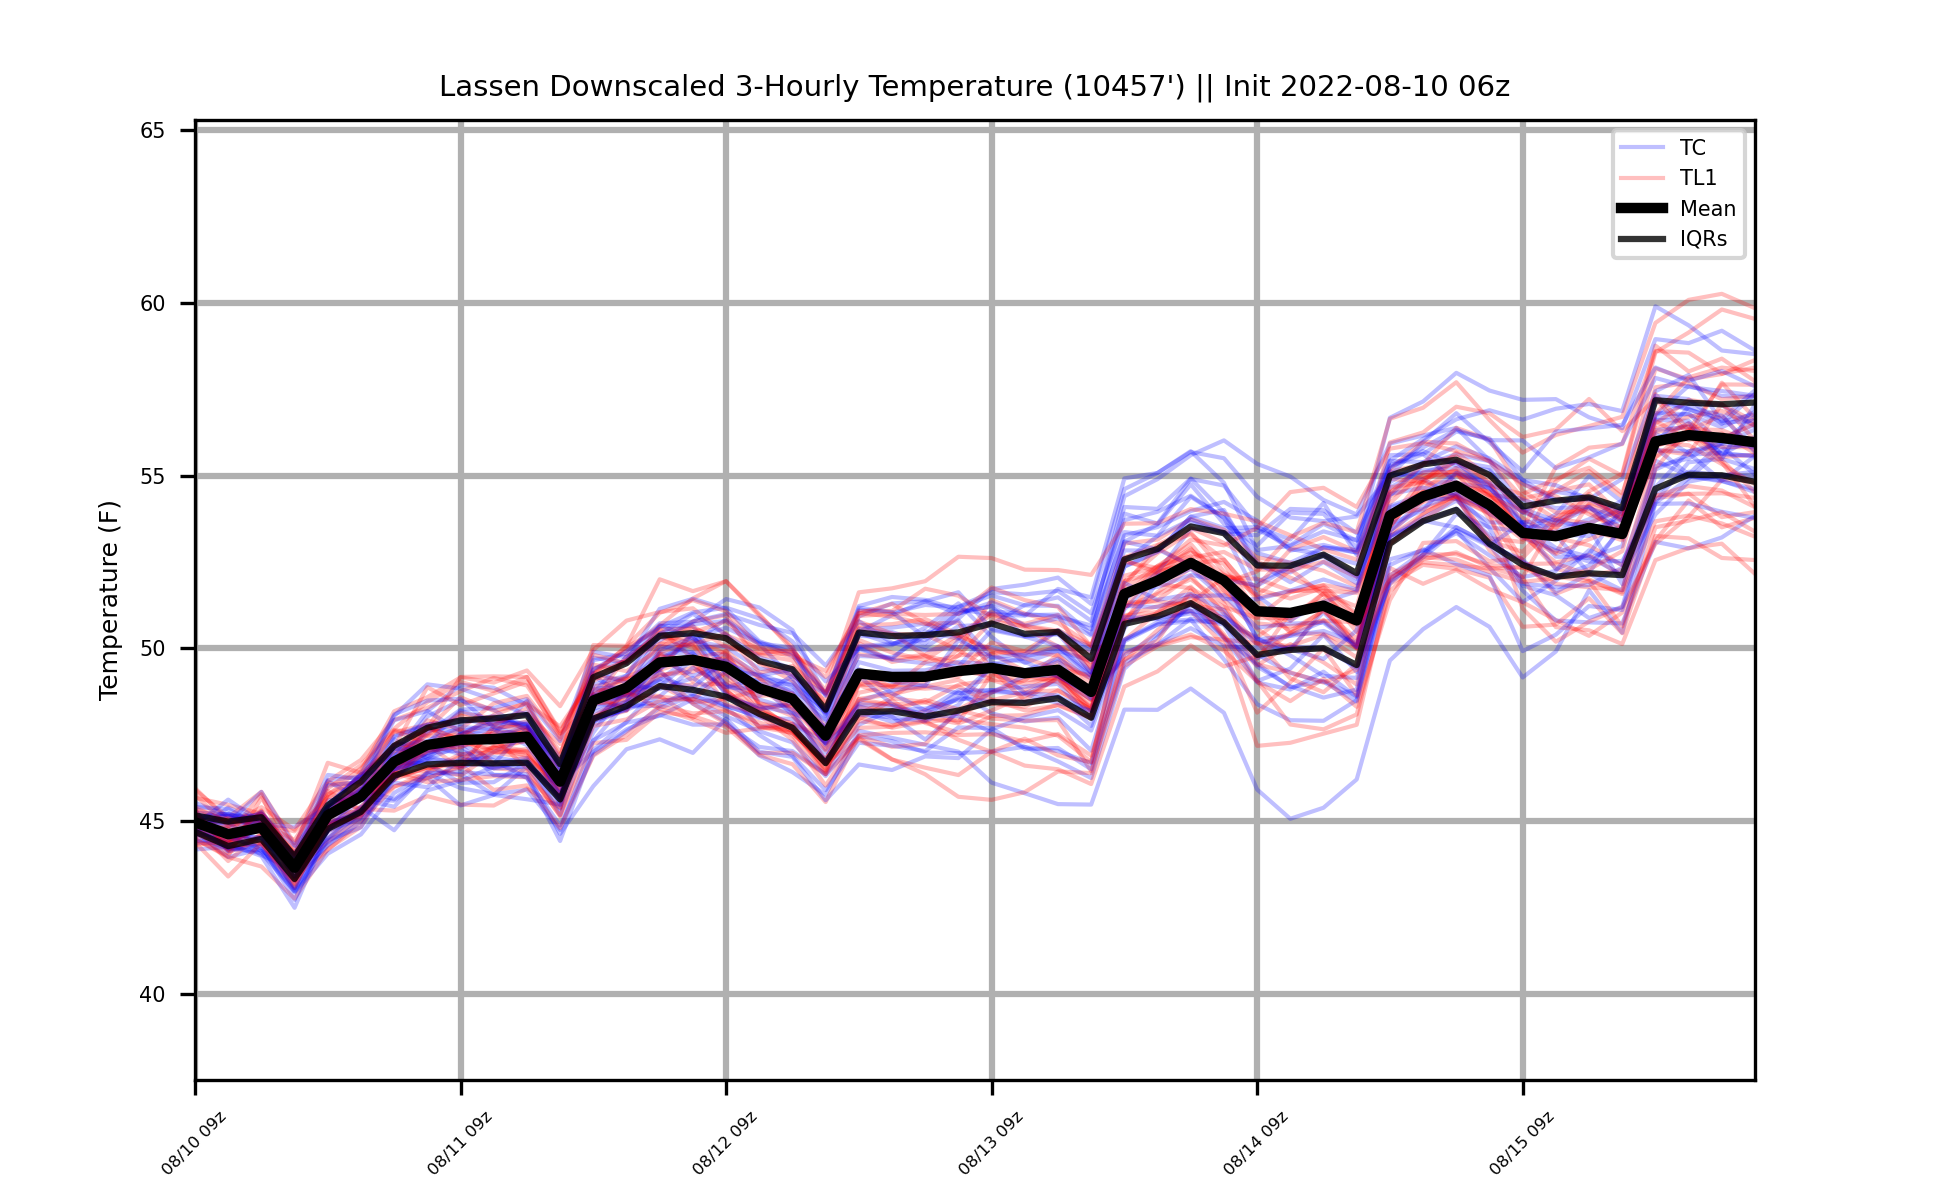 Lassen Downscaled 3-Hourly Temperature (10457') || Init 2022-08-10 06z
TC
TL1
Mean
IQRs
Temperature (F)
65
60
55
50
45
40
08/10 09z
08/11 09z
08/12 09z
08/13 09z
08/14 09z
08/15 09z